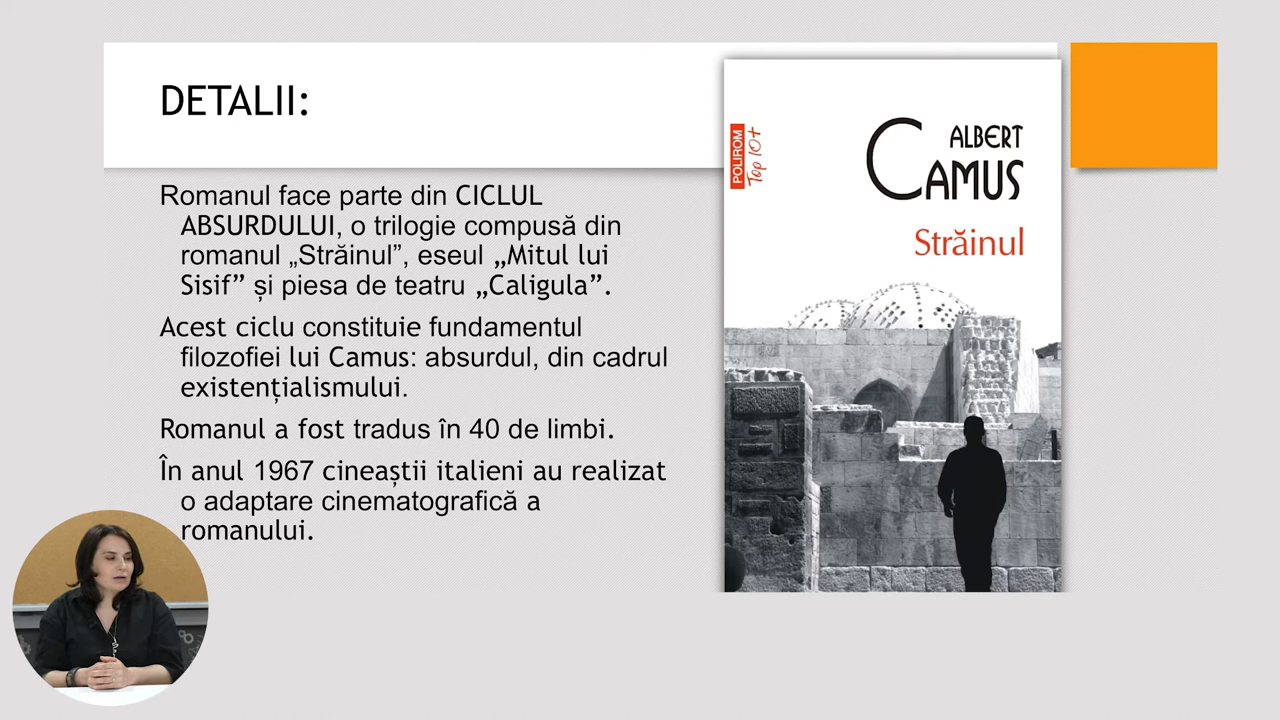 DETALII:
Romanul face parte din CICLUL
ABSURDULUI, o trilogie compusă din
romanul „Străinul”, eseul „Mitul lui
Sisif” și piesa de teatru „Caligula”.
Acest ciclu constituie fundamentul
filozofiei lui Camus: absurdul, din cadrul
existențialismului.
Romanul a fost tradus în 40 de limbi.
În anul 1967 cineaștii italieni au realizat
o adaptare cinematografică a
romanului.
POLIROM
Top 10+
ALBERT
CAMUS
Străinul